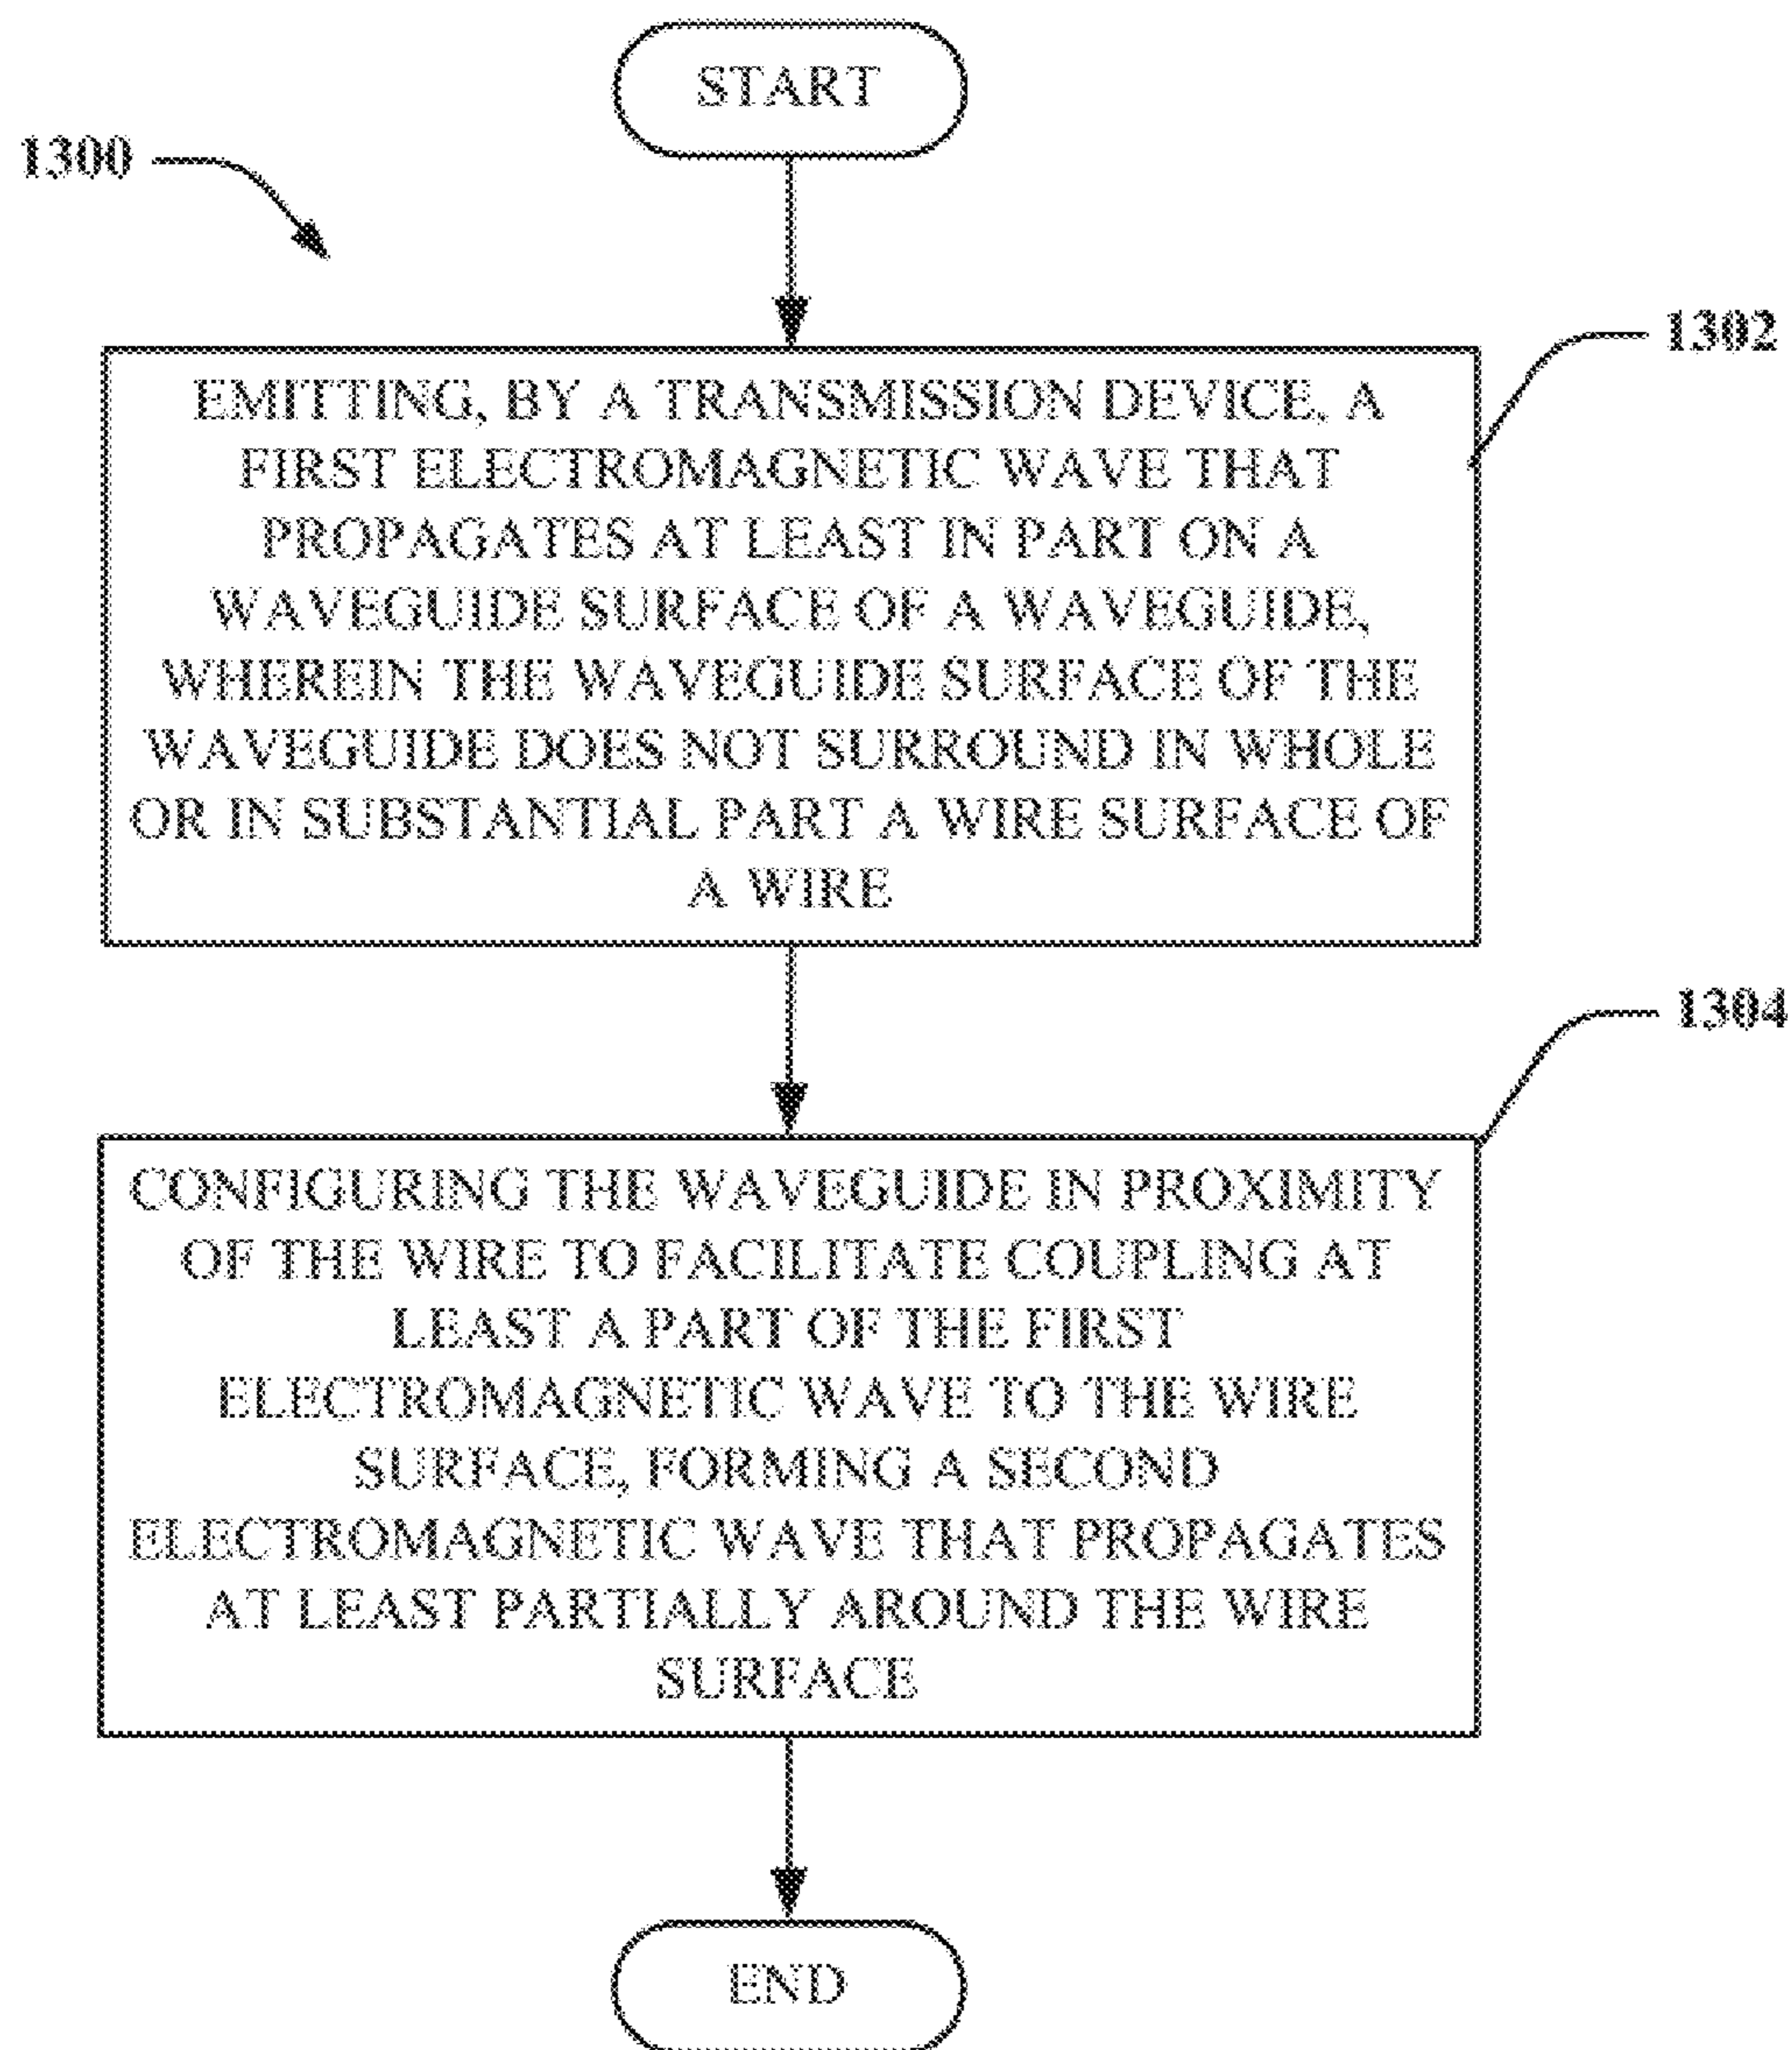 START
1300
1302
EMITTING, BY A TRANSMISSION DEVICE, A
FIRST ELECTROMAGNETIC WAVE THAT
PROPAGATES AT LEAST IN PART ON A
WAVEGUIDE SURFACE OF A WAVEGUIDE,
WHEREIN THE WAVEGUIDE SURFACE OF THE
WAVEGUIDE DOES NOT SURROUND IN WHOLE
OR IN SUBSTANTIAL PART A WIRE SURFACE OF
A WIRE
1304
CONFIGURING THE WAVEGUIDE IN PROXIMITY
OF THE WIRE TO FACILITATE COUPLING AT
LEAST A PART OF THE FIRST
ELECTROMAGNETIC WAVE TO THE WIRE
SURFACE, FORMING A SECOND
ELECTROMAGNETIC WAVE THAT PROPAGATES
AT LEAST PARTIALLY AROUND THE WIRE
SURFACE
END